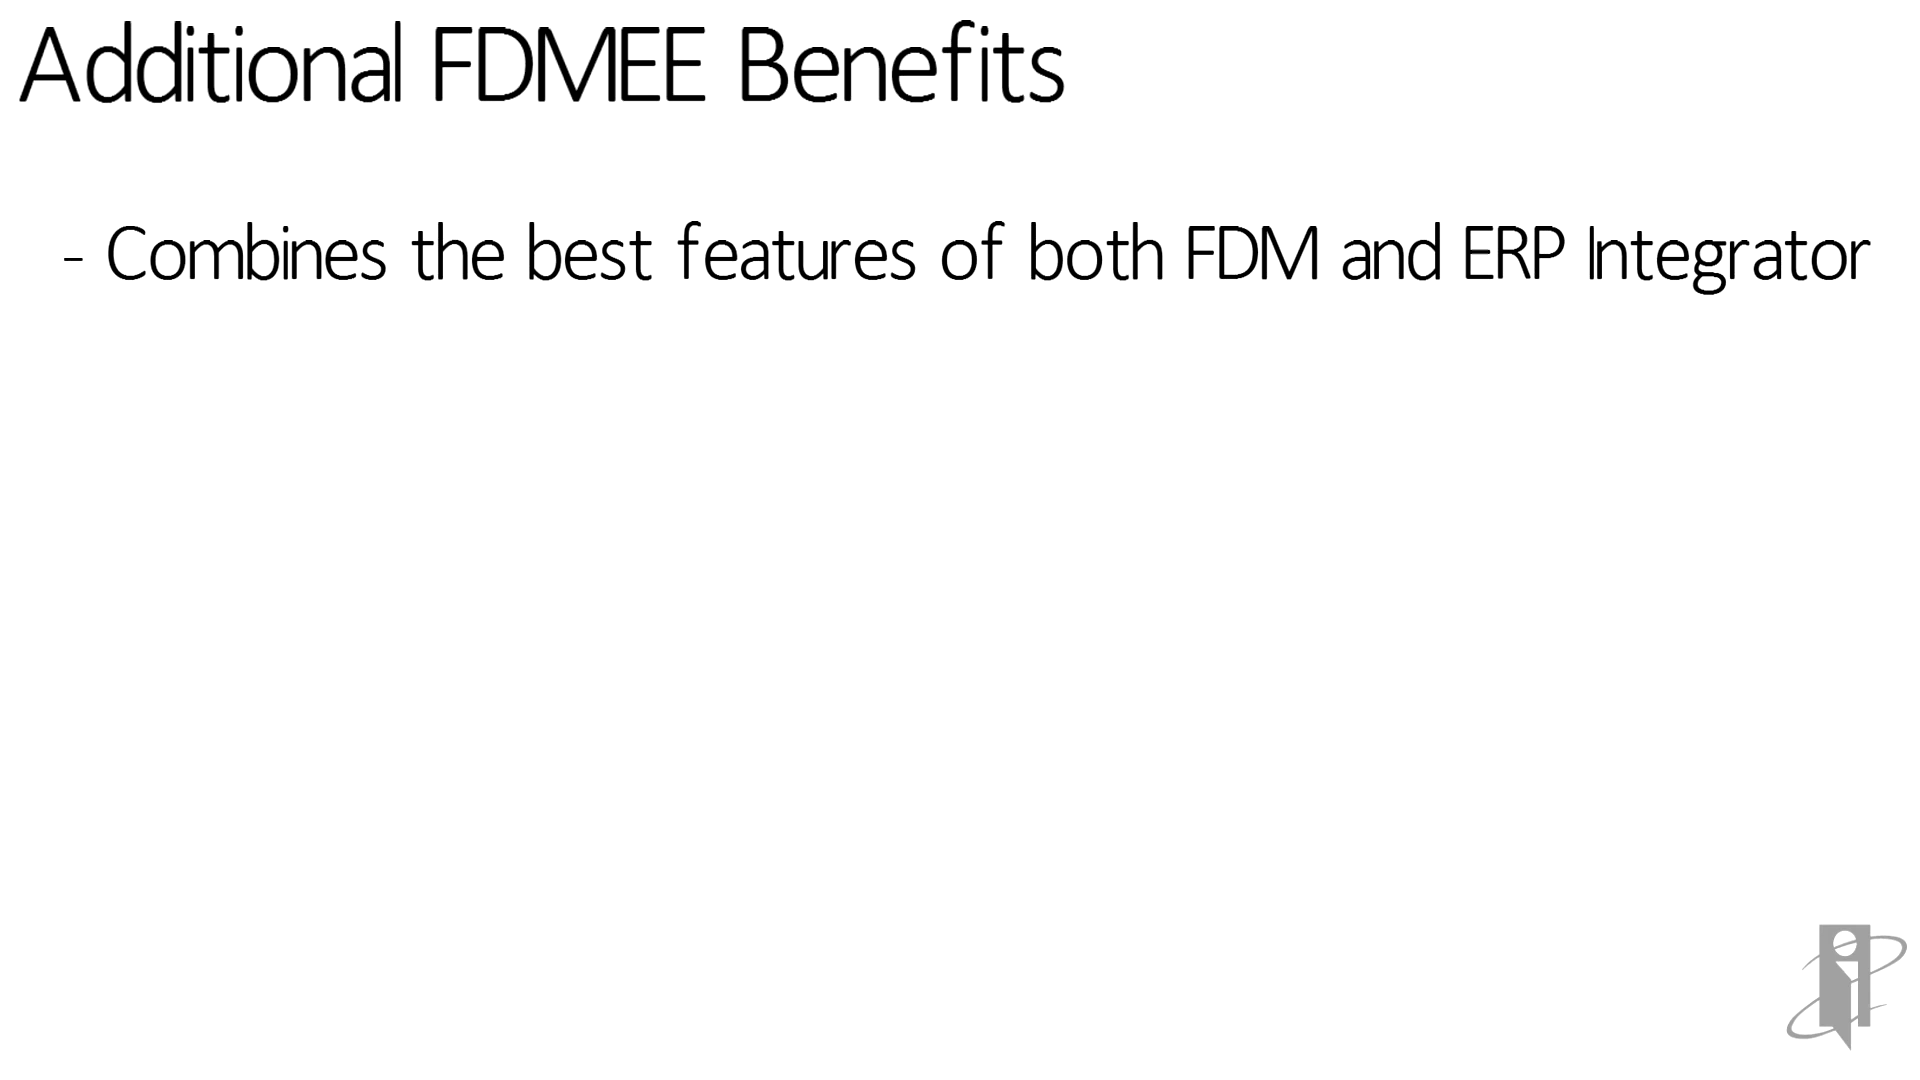 Additional FDMEE Benefits
- Combines the best features of both FDM and ERP Integrator